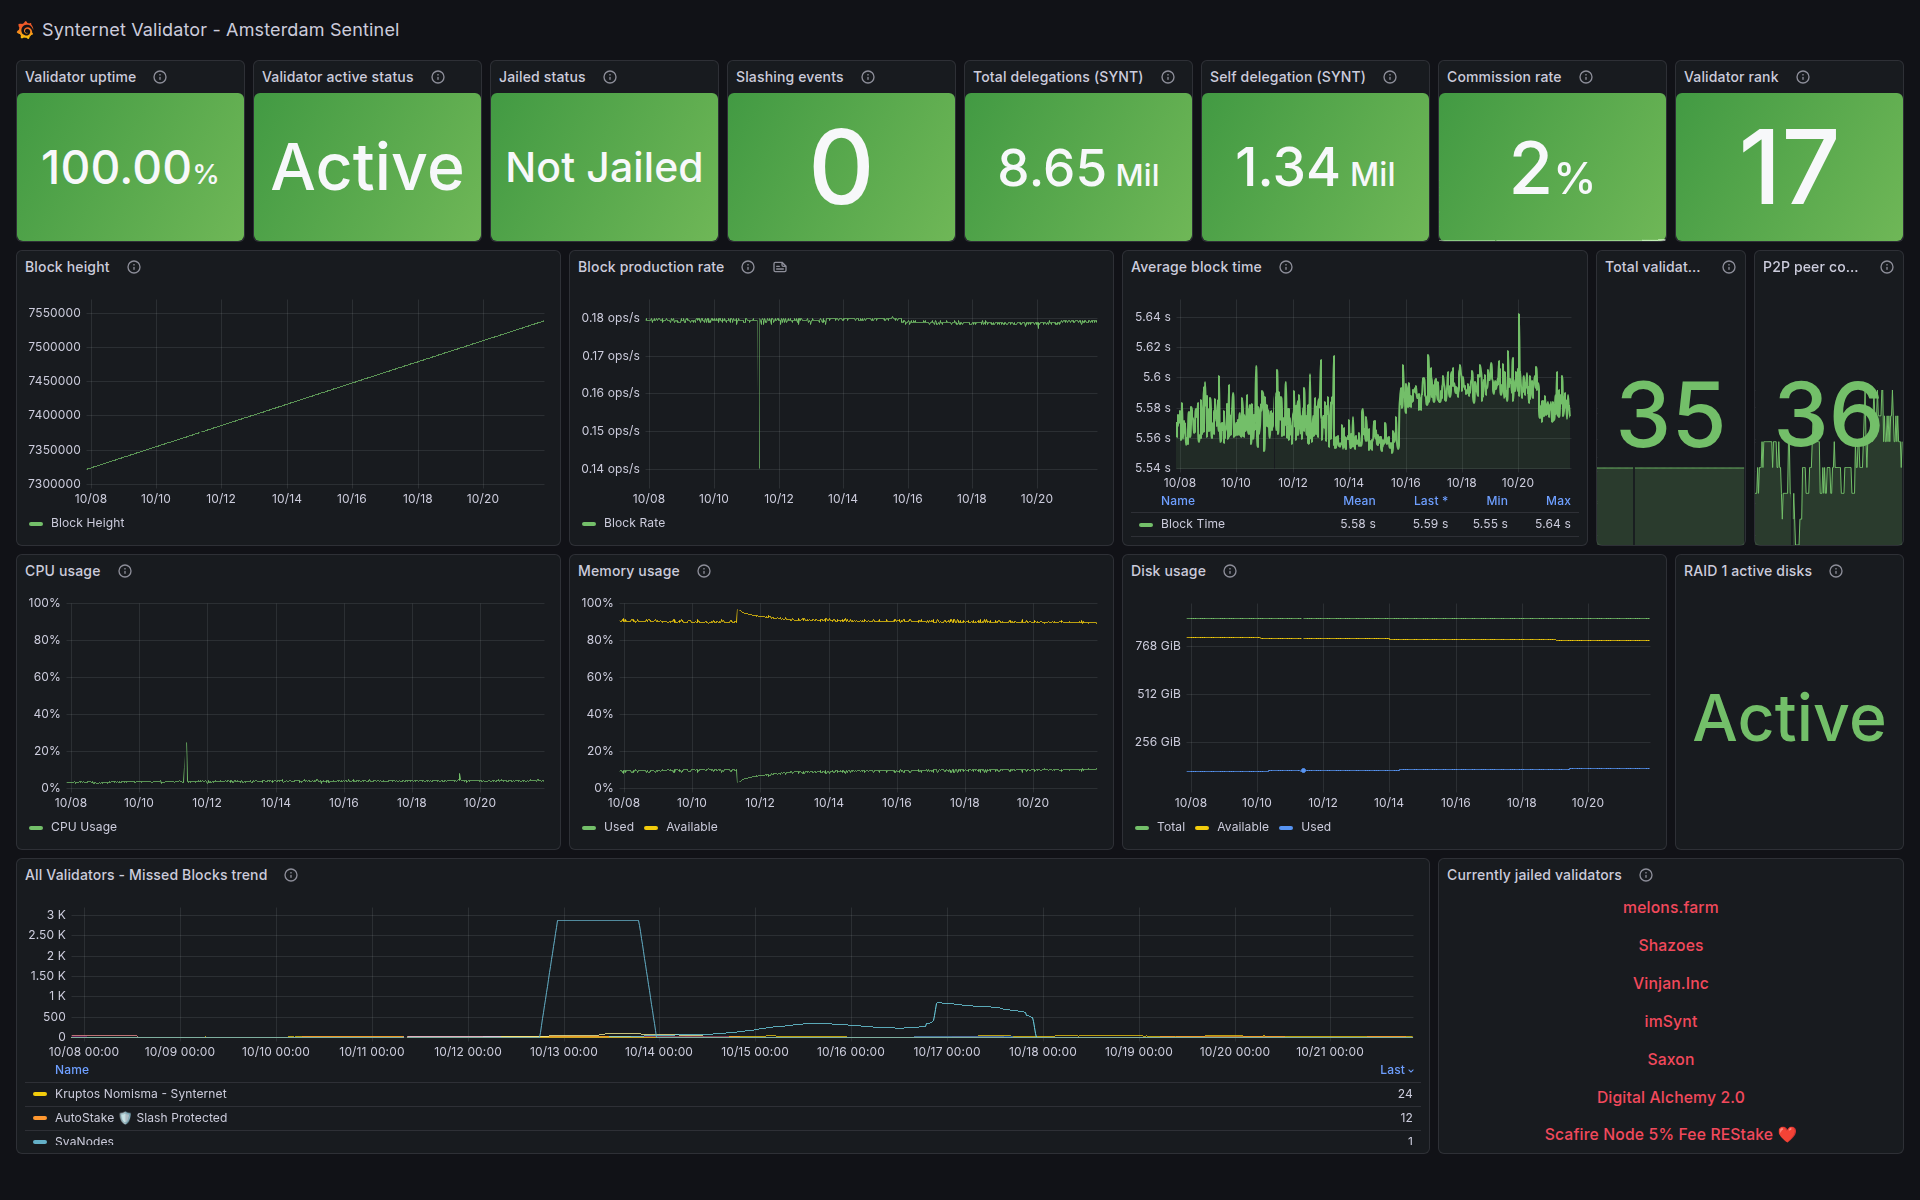 Synternet Validator - Amsterdam Sentinel
Validator uptime
Validator active status
Jailed status
Slashing events
Total delegations (SYNT)
Self delegation (SYNT)
Commission rate
Validator rank
100.00%
Active
Not Jailed
0
8.65 Mil
1.34 Mil
2%
17
Block height
7550000
7500000
7450000
7400000
7350000
7300000
10/08 10/10 10/12 10/14 10/16 10/18 10/20
Block Height
Block production rate
0.18 ops/s
0.17 ops/s
0.16 ops/s
0.15 ops/s
0.14 ops/s
10/08 10/10 10/12 10/14 10/16 10/18 10/20
Block Rate
Average block time
5.64 s
5.62 s
5.6 s
5.58 s
5.56 s
5.54 s
10/08 10/10 10/12 10/14 10/16 10/18 10/20
Name Mean Last * Min Max
Block Time 5.58 s 5.59 s 5.55 s 5.64 s
Total validat...
35
P2P peer co...
36
CPU usage
100%
80%
60%
40%
20%
0%
10/08 10/10 10/12 10/14 10/16 10/18 10/20
CPU Usage
Memory usage
100%
80%
60%
40%
20%
0%
10/08 10/10 10/12 10/14 10/16 10/18 10/20
Used Available
Disk usage
768 GiB
512 GiB
256 GiB
10/08 10/10 10/12 10/14 10/16 10/18 10/20
Total Available Used
RAID 1 active disks
Active
All Validators - Missed Blocks trend
3 K
2.50 K
2 K
1.50 K
1 K
500
0
10/08 00:00 10/09 00:00 10/10 00:00 10/11 00:00 10/12 00:00 10/13 00:00 10/14 00:00 10/15 00:00 10/16 00:00 10/17 00:00 10/18 00:00 10/19 00:00 10/20 00:00 10/21 00:00
Name Last
Kruptos Nomisma - Synternet 24
AutoStake 🛡️ Slash Protected 12
SvaNodes 1
Currently jailed validators
melons.farm
Shazoes
Vinjan.Inc
imSynt
Saxon
Digital Alchemy 2.0
Scafire Node 5% Fee REStake ❤️